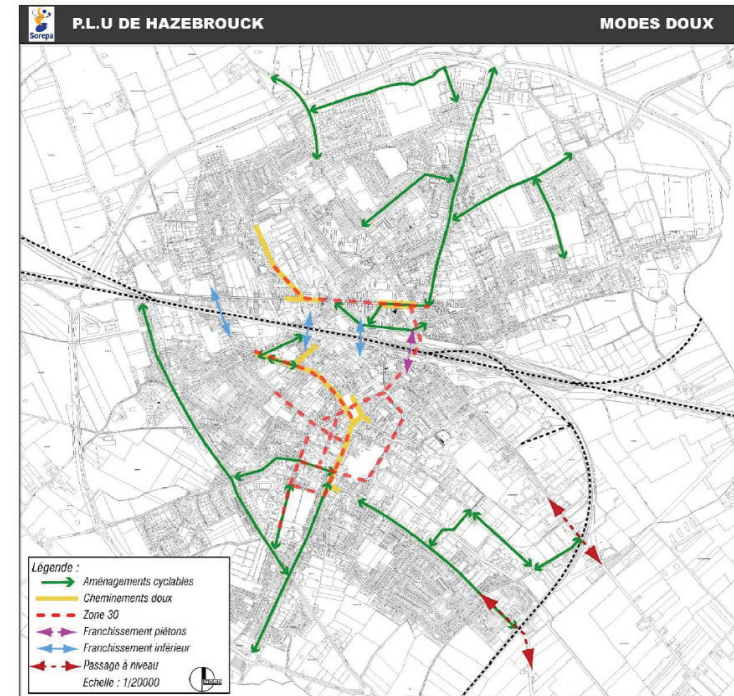 Sorepa
P.L.U DE HAZEBROUCK
MODES DOUX
Légende :
Aménagements cyclables
Cheminements doux
Zone 30
Franchissement piétons
Franchissement inférieur
Passage à niveau
Echelle : 1/20000
NORD